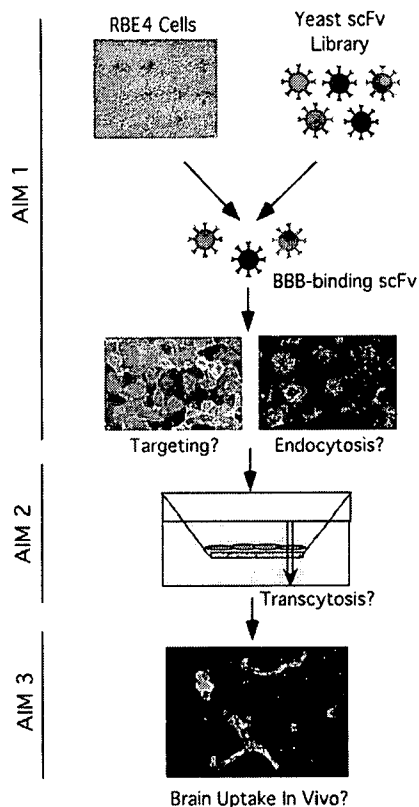 RBE4 Cells
Yeast scFv
Library
AIM 1
BBB-binding scFv
Targeting?
Endocytosis?
AIM 2
Transcytosis?
AIM 3
Brain Uptake In Vivo?